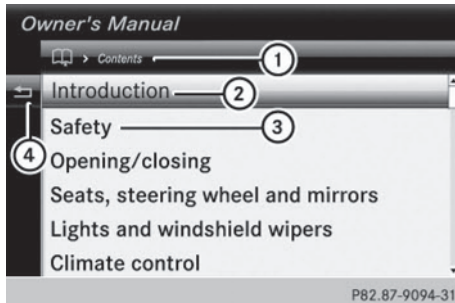 Owner's Manual
> Contents 1
Introduction 2
Safety 3
4
Opening/closing
Seats, steering wheel and mirrors
Lights and windshield wipers
Climate control
P82.87-9094-31